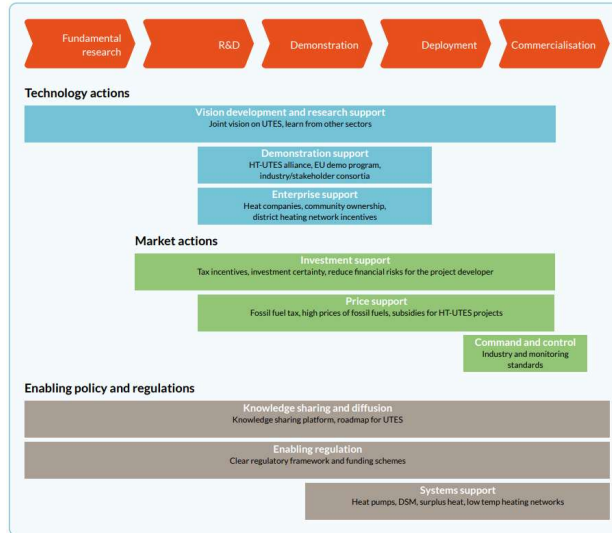 Fundamental
research
R&D
Demonstration
Deployment
Commercialisation
Technology actions
Vision development and research support
Joint vision on UTES, learn from other sectors
Demonstration support
HT-UTES alliance, EU demo program,
industry/stakeholder consortia
Enterprise support
Heat companies, community ownership,
district heating network incentives
Market actions
Investment support
Tax incentives, investment certainty, reduce financial risks for the project developer
Price support
Fossil fuel tax, high prices of fossil fuels, subsidies for HT-UTES projects
Command and control
Industry and monitoring
standards
Enabling policy and regulations
Knowledge sharing and diffusion
Knowledge sharing platform, roadmap for UTES
Enabling regulation
Clear regulatory framework and funding schemes
Systems support
Heat pumps, DSM, surplus heat, low temp heating networks